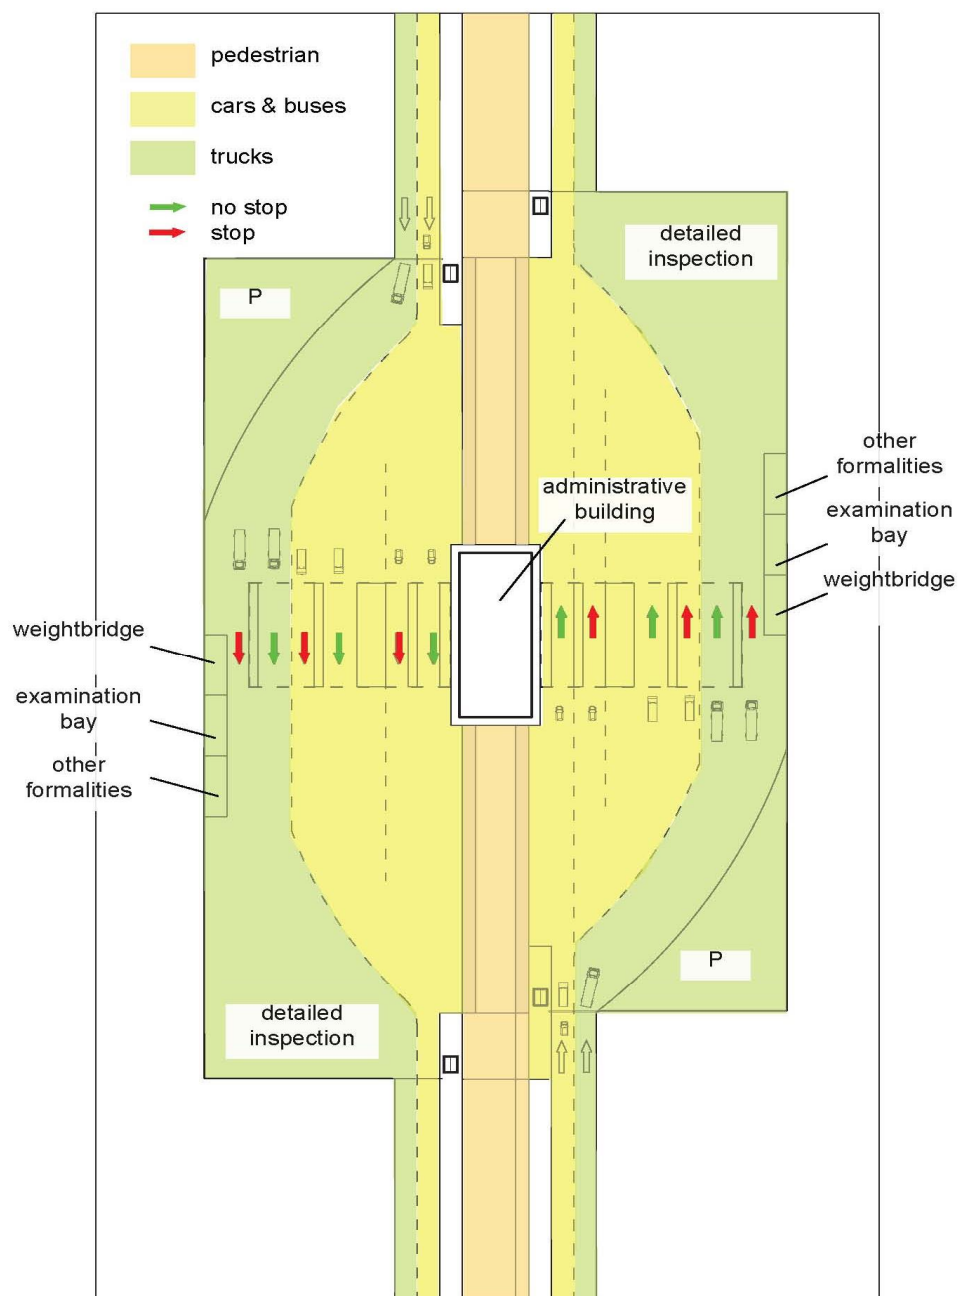 pedestrian
cars & buses
trucks
no stop
stop
detailed
inspection
P
other
formalities
administrative
building
examination
bay
weightbridge
weightbridge
examination
bay
other
formalities
P
detailed
inspection